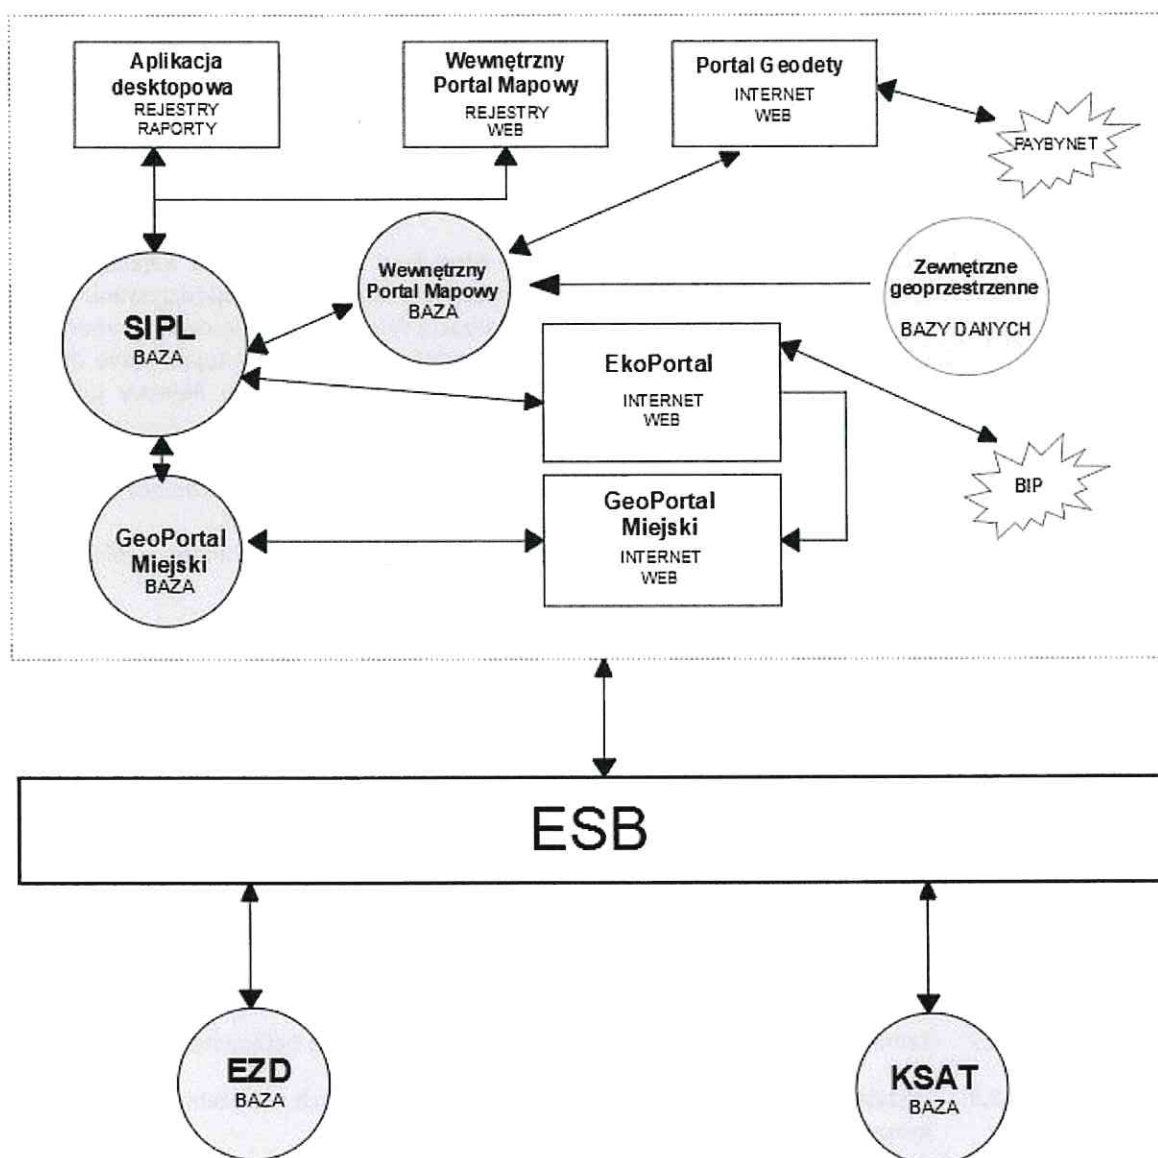 Aplikacja
desktopowa
REJESTRY
RAPORTY
Wewnętrzny
Portal Mapowy
REJESTRY
WEB
Portal Geodety
INTERNET
WEB
PAYBYNET
Wewnętrzny
Portal Mapowy
BAZA
Zewnętrzne
geoprzestrzenne
BAZY DANYCH
SIPL
BAZA
EkoPortal
INTERNET
WEB
BIP
GeoPortal
Miejski
BAZA
GeoPortal
Miejski
INTERNET
WEB
ESB
EZD
BAZA
KSAT
BAZA